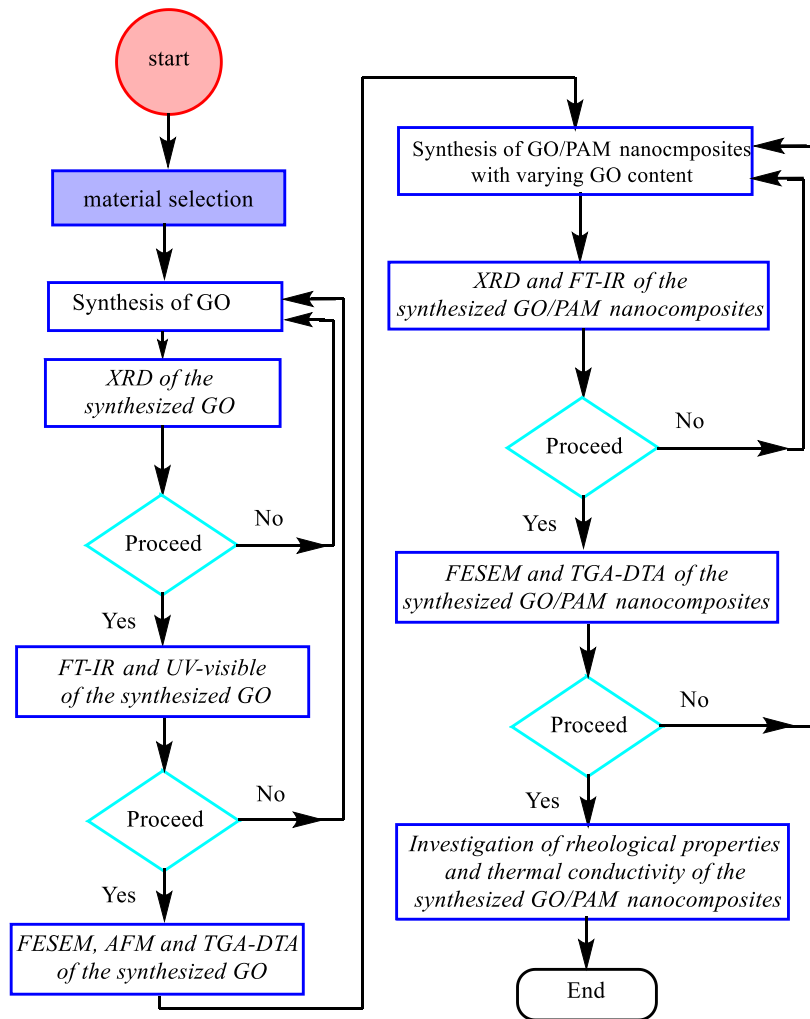 start
material selection
Synthesis of GO
XRD of the
synthesized GO
Proceed
No
Yes
FT-IR and UV-visible
of the synthesized GO
Proceed
No
Yes
FESEM, AFM and TGA-DTA
of the synthesized GO
Synthesis of GO/PAM nanocmposites
with varying GO content
XRD and FT-IR of the
synthesized GO/PAM nanocomposites
Proceed
No
Yes
FESEM and TGA-DTA of the
synthesized GO/PAM nanocomposites
Proceed
No
Yes
Investigation of rheological properties
and thermal conductivity of the
synthesized GO/PAM nanocomposites
End